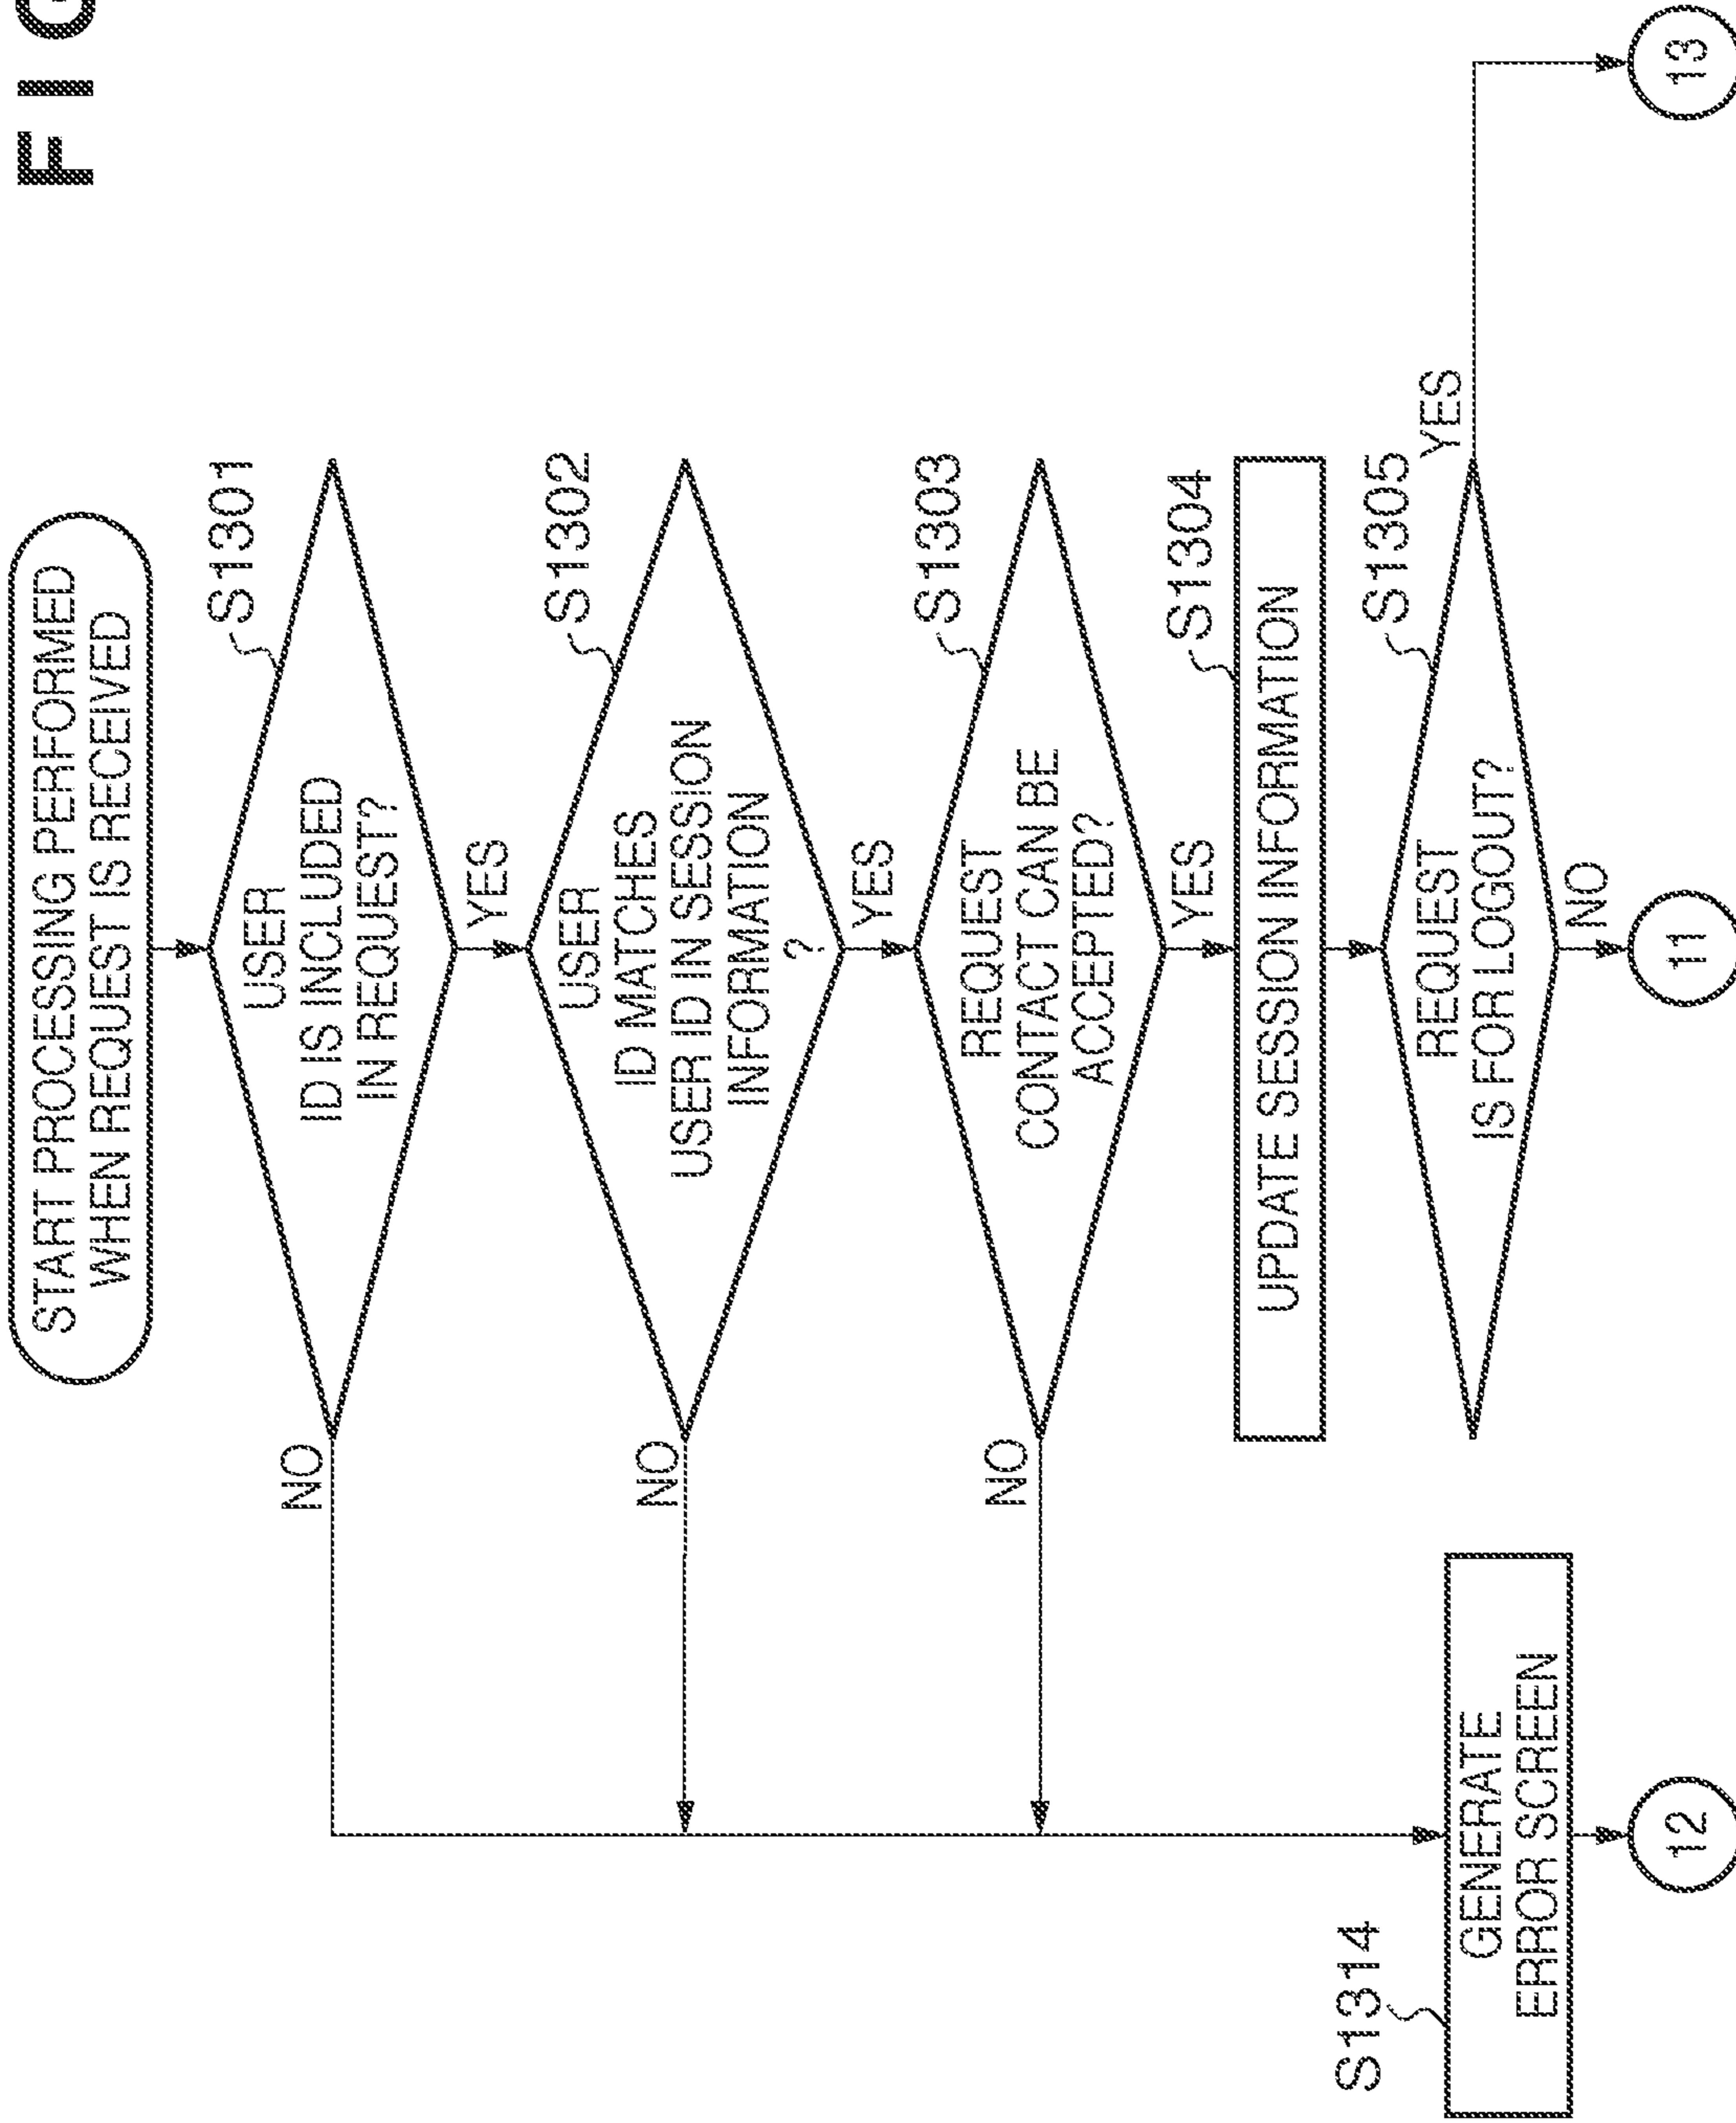 FIG
START PROCESSING PERFORMED
WHEN REQUEST IS RECEIVED
S1301
USER
ID IS INCLUDED
IN REQUEST?
NO
YES
S1302
USER
ID MATCHES
USER ID IN SESSION
INFORMATION
?
NO
YES
S1303
REQUEST
CONTACT CAN BE
ACCEPTED?
NO
YES
S1304
UPDATE SESSION INFORMATION
S1305
REQUEST
IS FOR LOGOUT?
YES
NO
S1314
GENERATE
ERROR SCREEN
12
11
13